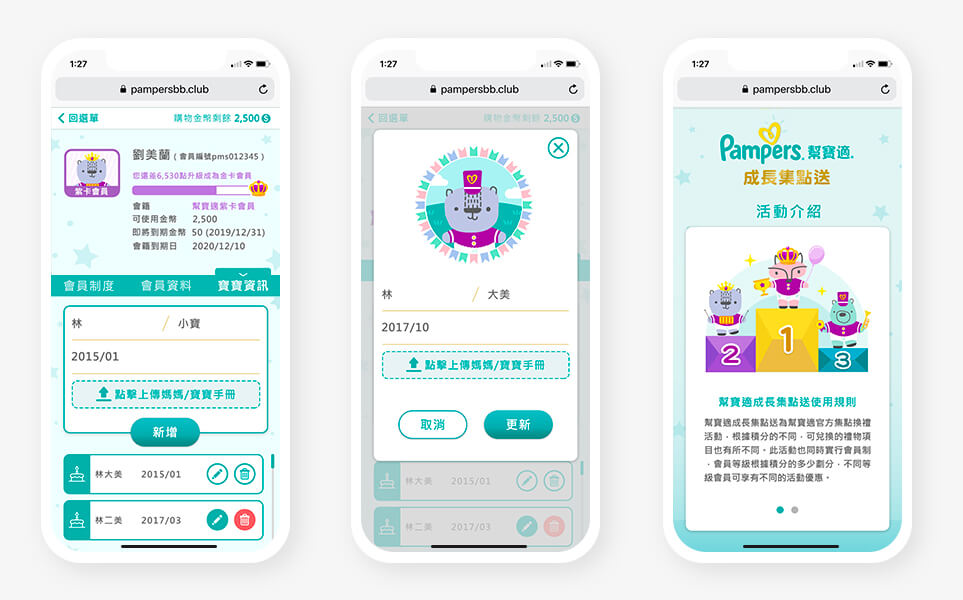 1:27
pampersbb.club
回選單 購物金幣剩餘 2,500 S
劉美蘭 ( 會員編號pms012345 )
您還差6,530點升級成為金卡會員
紫卡會員
會籍 幫寶適紫卡會員
可使用金幣 2,500
即將到期金幣 50 (2019/12/31)
會籍到期日 2020/12/10
會員制度 會員資料 寶寶資訊
林 / 小寶
2015/01
點擊上傳媽媽/寶寶手冊
新增
林大美 2015/01
林二美 2017/03
1:27
pampersbb.club
回選單 購物金幣剩餘 2,500 S
林 / 大美
2017/10
點擊上傳媽媽/寶寶手冊
取消 更新
林大美 2015/01
林二美 2017/03
1:27
pampersbb.club
Pampers. 幫寶適.
成長集點送
活動介紹
2 1 3
幫寶適成長集點送使用規則
幫寶適成長集點送為幫寶適官方集點換禮
活動，根據積分的不同，可兌換的禮物項
目也有所不同。此活動也同時實行會員制
，會員等級根據積分的多少劃分，不同等
級會員可享有不同的活動優惠。